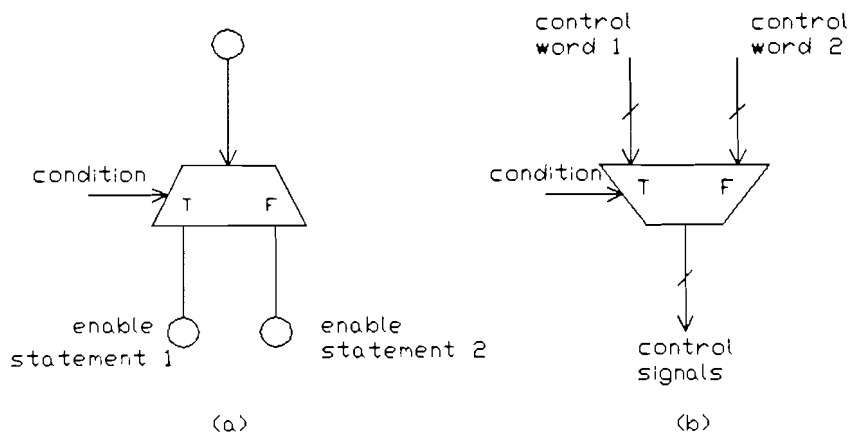 condition
T F
enable
statement 1
enable
statement 2
(a)
control
word 1
control
word 2
condition
T F
control
signals
(b)